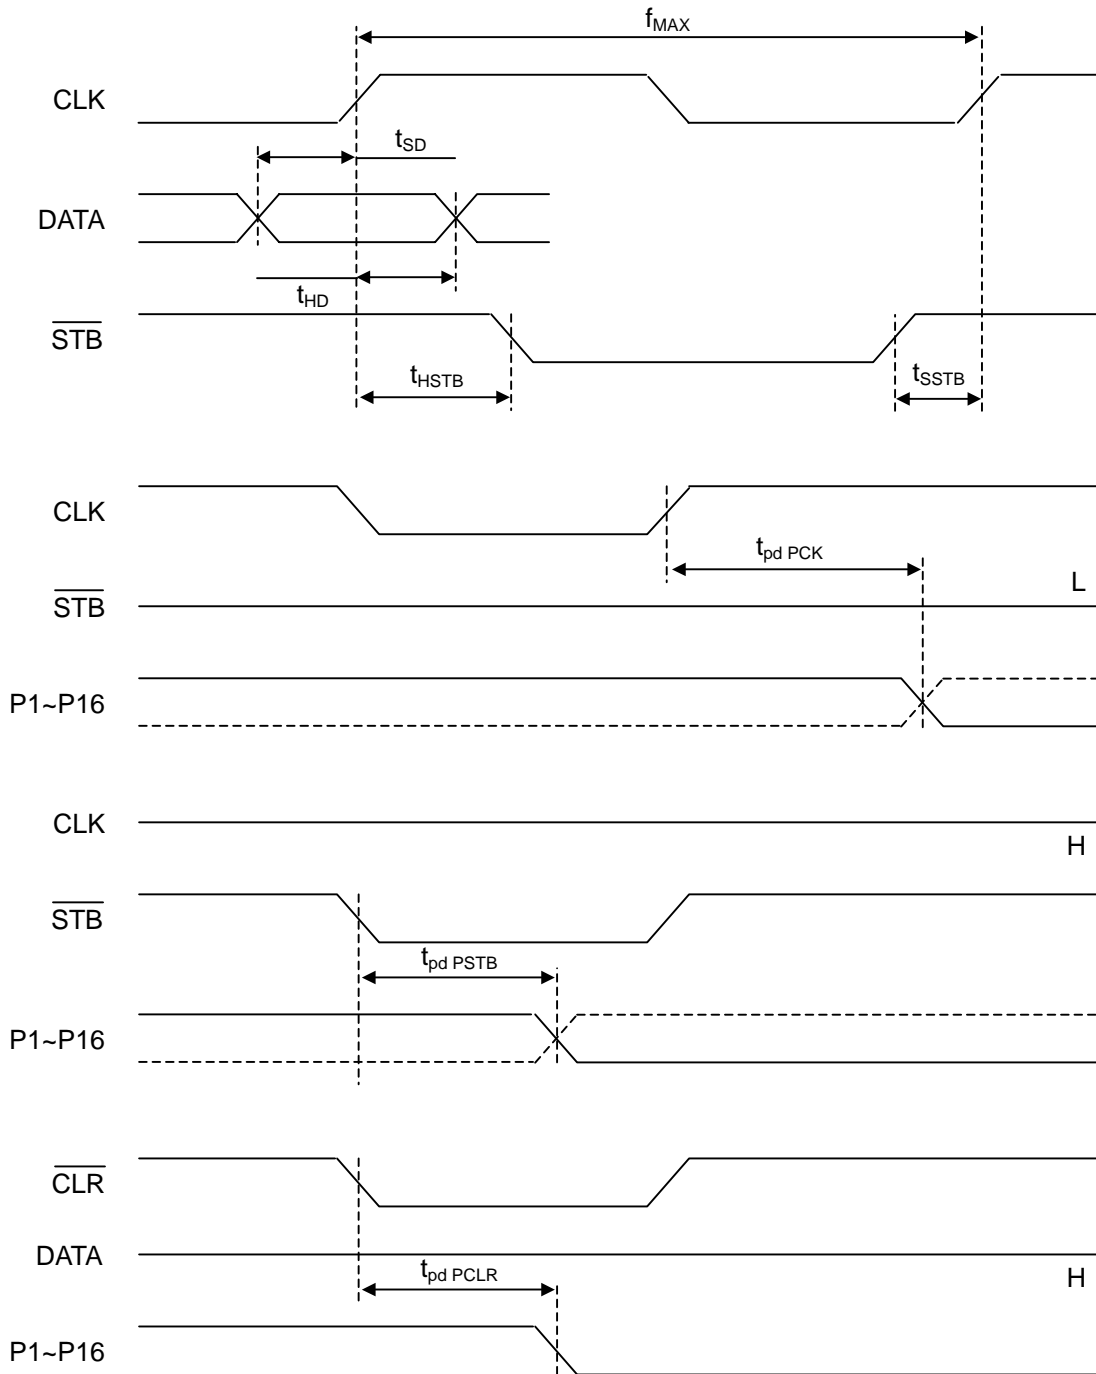 fMAX
CLK
tSD
DATA
tHD
STB
tHSTB
tSSTB
CLK
tpd PCK
L
STB
P1~P16
CLK
H
STB
tpd PSTB
P1~P16
CLR
DATA
tpd PCLR
H
P1~P16